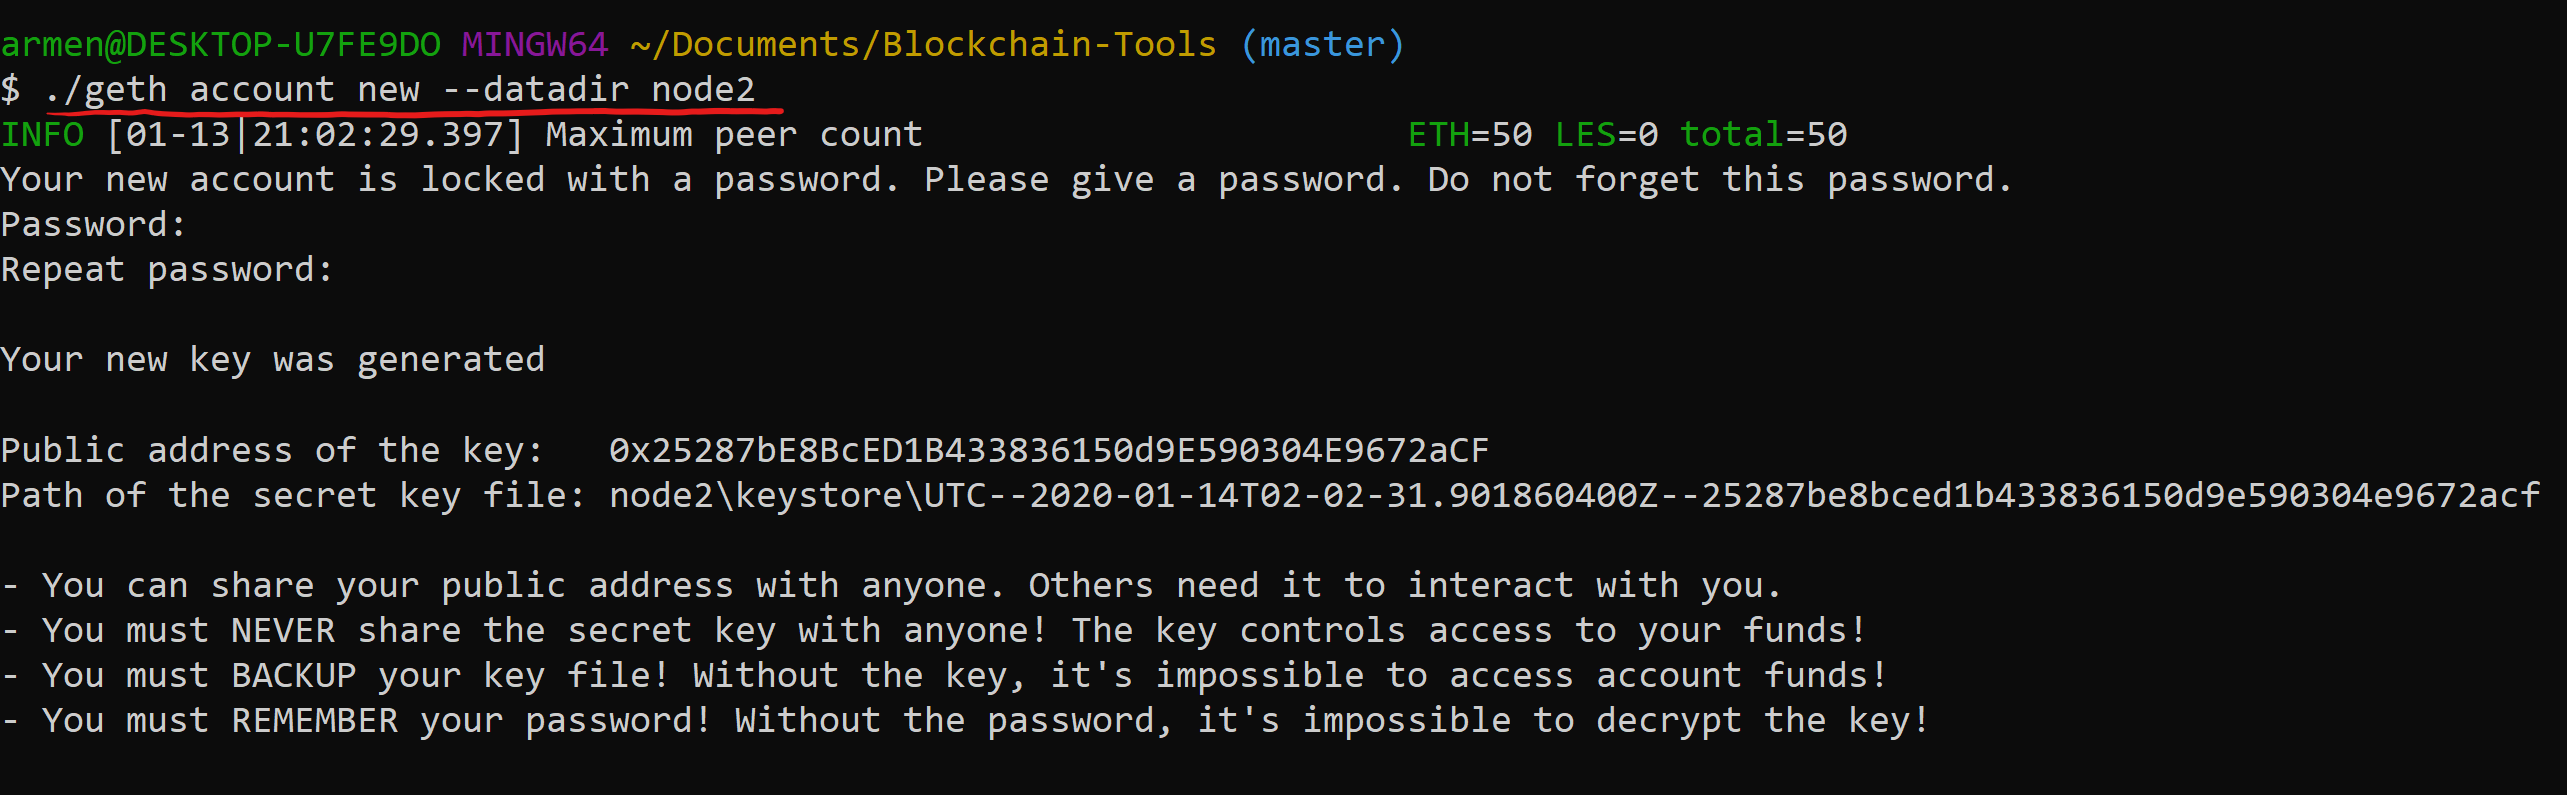 armen@DESKTOP-U7FE9DO MINGW64 ~/Documents/Blockchain-Tools (master)
$ ./geth account new --datadir node2
INFO [01-13|21:02:29.397] Maximum peer count ETH=50 LES=0 total=50
Your new account is locked with a password. Please give a password. Do not forget this password.
Password:
Repeat password:
Your new key was generated
Public address of the key: 0x25287bE8BcED1B433836150d9E590304E9672aCF
Path of the secret key file: node2\keystore\UTC--2020-01-14T02-02-31.901860400Z--25287be8bced1b433836150d9e590304e9672acf
- You can share your public address with anyone. Others need it to interact with you.
- You must NEVER share the secret key with anyone! The key controls access to your funds!
- You must BACKUP your key file! Without the key, it's impossible to access account funds!
- You must REMEMBER your password! Without the password, it's impossible to decrypt the key!